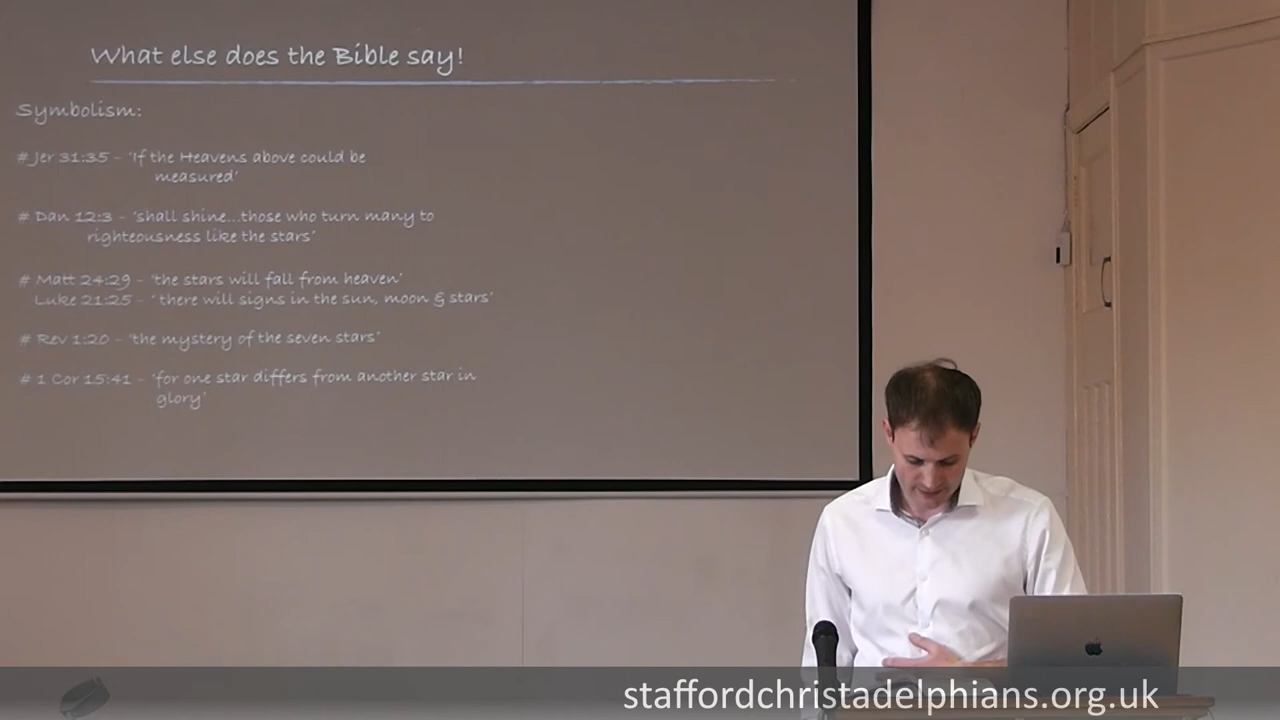 What else does the Bible say!
Symbolism:
# Jer 31:35 – 'If the Heavens above could be
measured'
# Dan 12:3 – 'shall shine...those who turn many to
righteousness like the stars'
# Matt 24:29 – 'the stars will fall from heaven'
Luke 21:25 – ' there will signs in the sun, moon & stars'
# Rev 1:20 – 'the mystery of the seven stars'
# 1 Cor 15:41 – 'for one star differs from another star in
glory'
staffordchristadelphians.org.uk